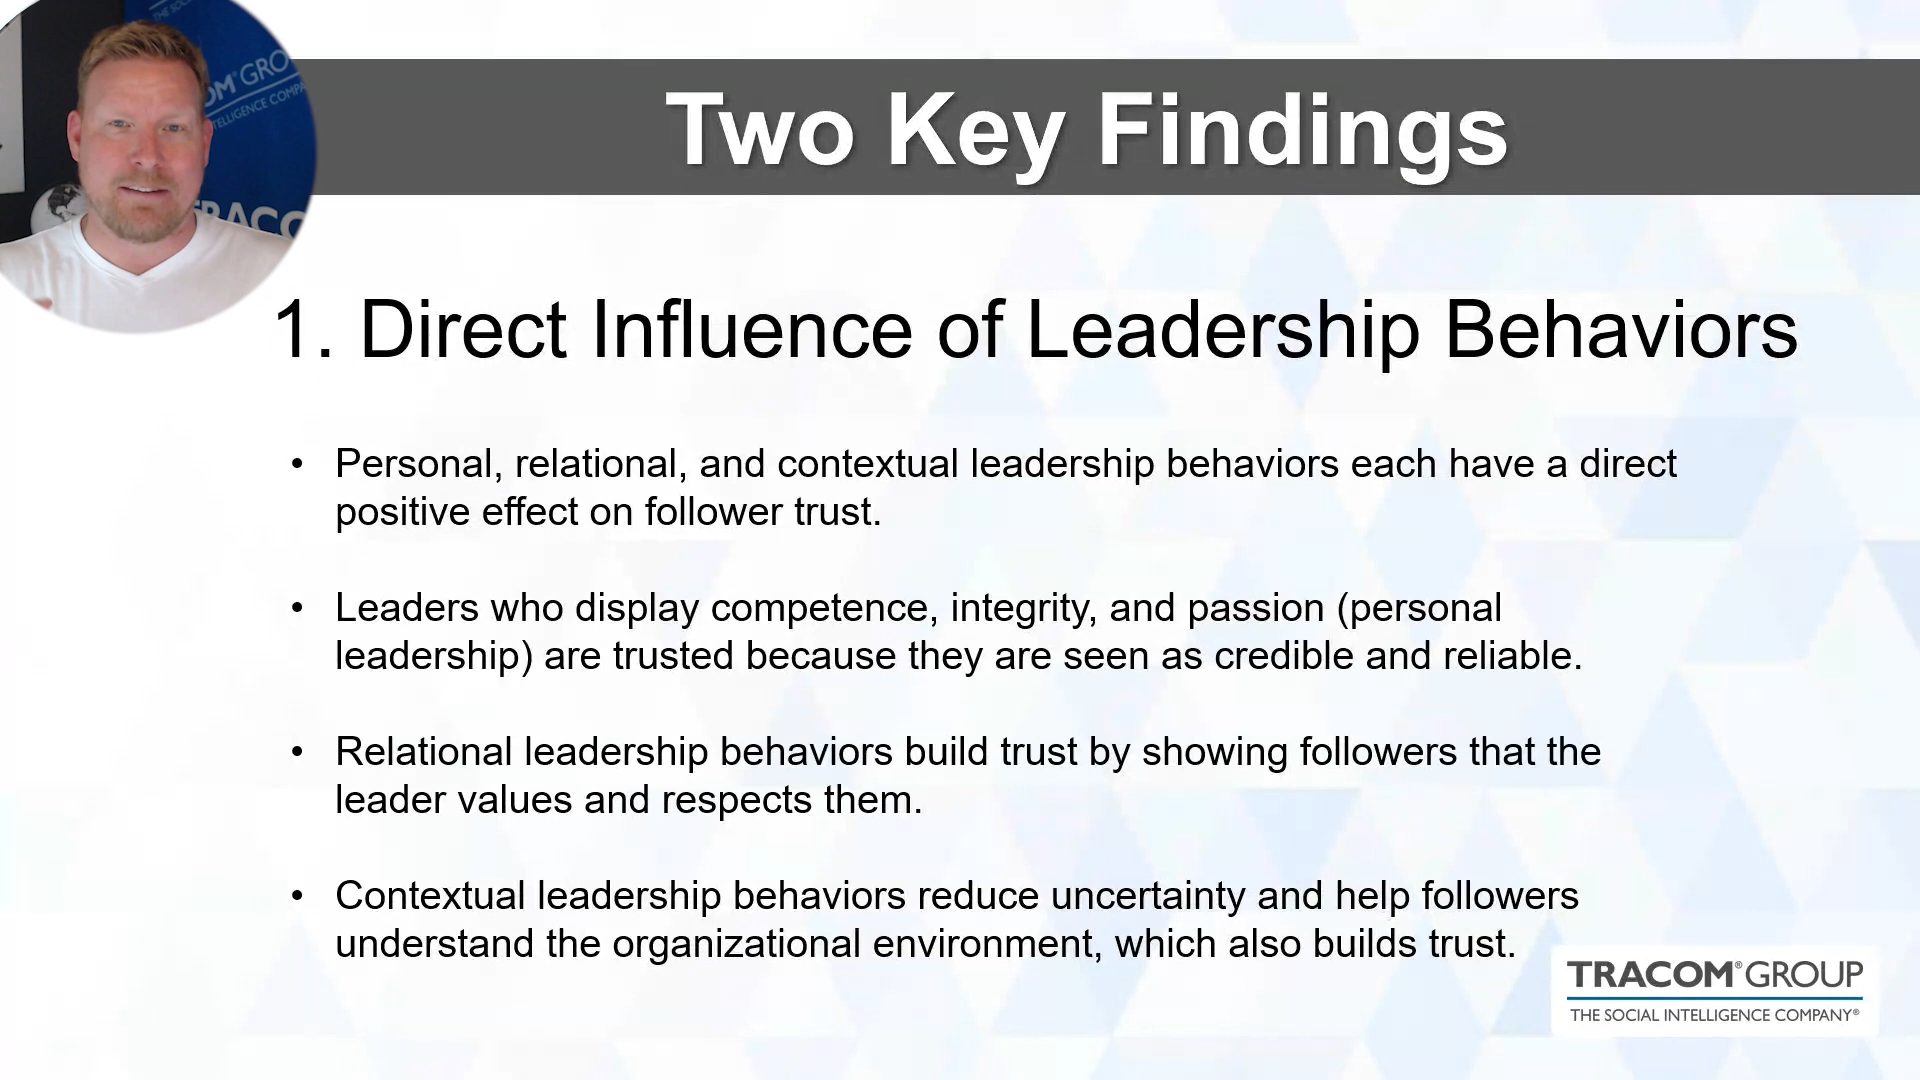 Two Key Findings
1. Direct Influence of Leadership Behaviors
• Personal, relational, and contextual leadership behaviors each have a direct
positive effect on follower trust.
• Leaders who display competence, integrity, and passion (personal
leadership) are trusted because they are seen as credible and reliable.
• Relational leadership behaviors build trust by showing followers that the
leader values and respects them.
• Contextual leadership behaviors reduce uncertainty and help followers
understand the organizational environment, which also builds trust.
TRACOM® GROUP
THE SOCIAL INTELLIGENCE COMPANY®